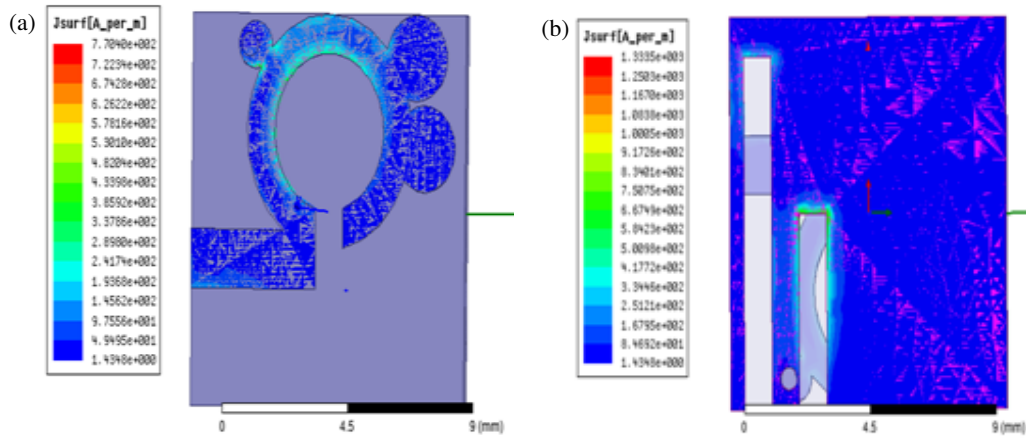 (a)
Jsurf[A_per_m]
7.7040e+002
7.2234e+002
6.7428e+002
6.2622e+002
5.7816e+002
5.3010e+002
4.8204e+002
4.3398e+002
3.8592e+002
3.3786e+002
2.8980e+002
2.4174e+002
1.9368e+002
1.4562e+002
9.7556e+001
4.9495e+001
1.4348e+000
0
4.5
9 (mm)
(b)
Jsurf[A_per_m]
1.3335e+003
1.2503e+003
1.1670e+003
1.0838e+003
1.0005e+003
9.1726e+002
8.3401e+002
7.5075e+002
6.6749e+002
5.8423e+002
5.0098e+002
4.1772e+002
3.3446e+002
2.5121e+002
1.6795e+002
8.4692e+001
1.4348e+000
0
4.5
9 (mm)